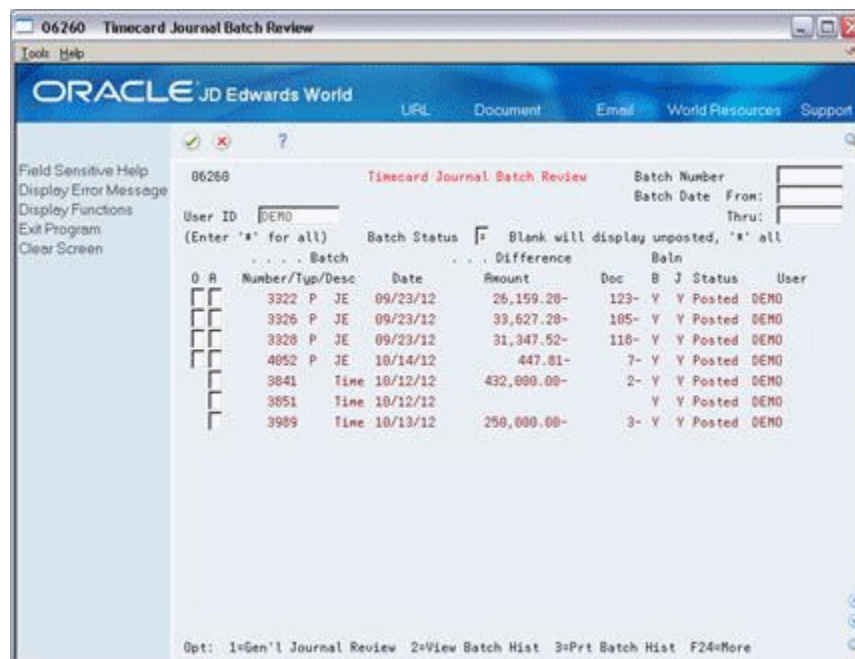 06260 Timecard Journal Batch Review
Tools Help
ORACLE JD Edwards World
URL Document Email World Resources Support
Field Sensitive Help
Display Error Message
Display Functions
Exit Program
Clear Screen
06260 Timecard Journal Batch Review Batch Number
Batch Date From:
User ID DEMO Thru:
(Enter '*' for all) Batch Status * Blank will display unposted, '*' all
. . . . Batch . . . Difference Baln
O A Number/Typ/Desc Date Amount Doc B J Status User
3322 P JE 09/23/12 26,159.20- 123- Y Y Posted DEMO
3326 P JE 09/23/12 33,627.28- 105- Y Y Posted DEMO
3328 P JE 09/23/12 31,347.52- 118- Y Y Posted DEMO
4052 P JE 10/14/12 447.81- 7- Y Y Posted DEMO
3841 Time 10/12/12 432,000.00- 2- Y Y Posted DEMO
3851 Time 10/12/12 Y Y Posted DEMO
3989 Time 10/13/12 250,000.00- 3- Y Y Posted DEMO
Opt: 1=Gen'l Journal Review 2=View Batch Hist 3=Prt Batch Hist F24=More